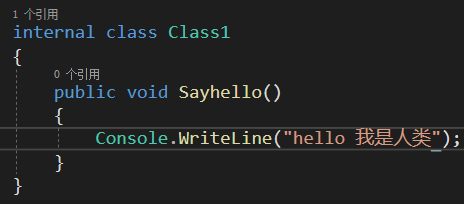 1 个引用
internal class Class1
{
0 个引用
public void Sayhello()
{
Console.WriteLine("hello 我是人类");
}
}